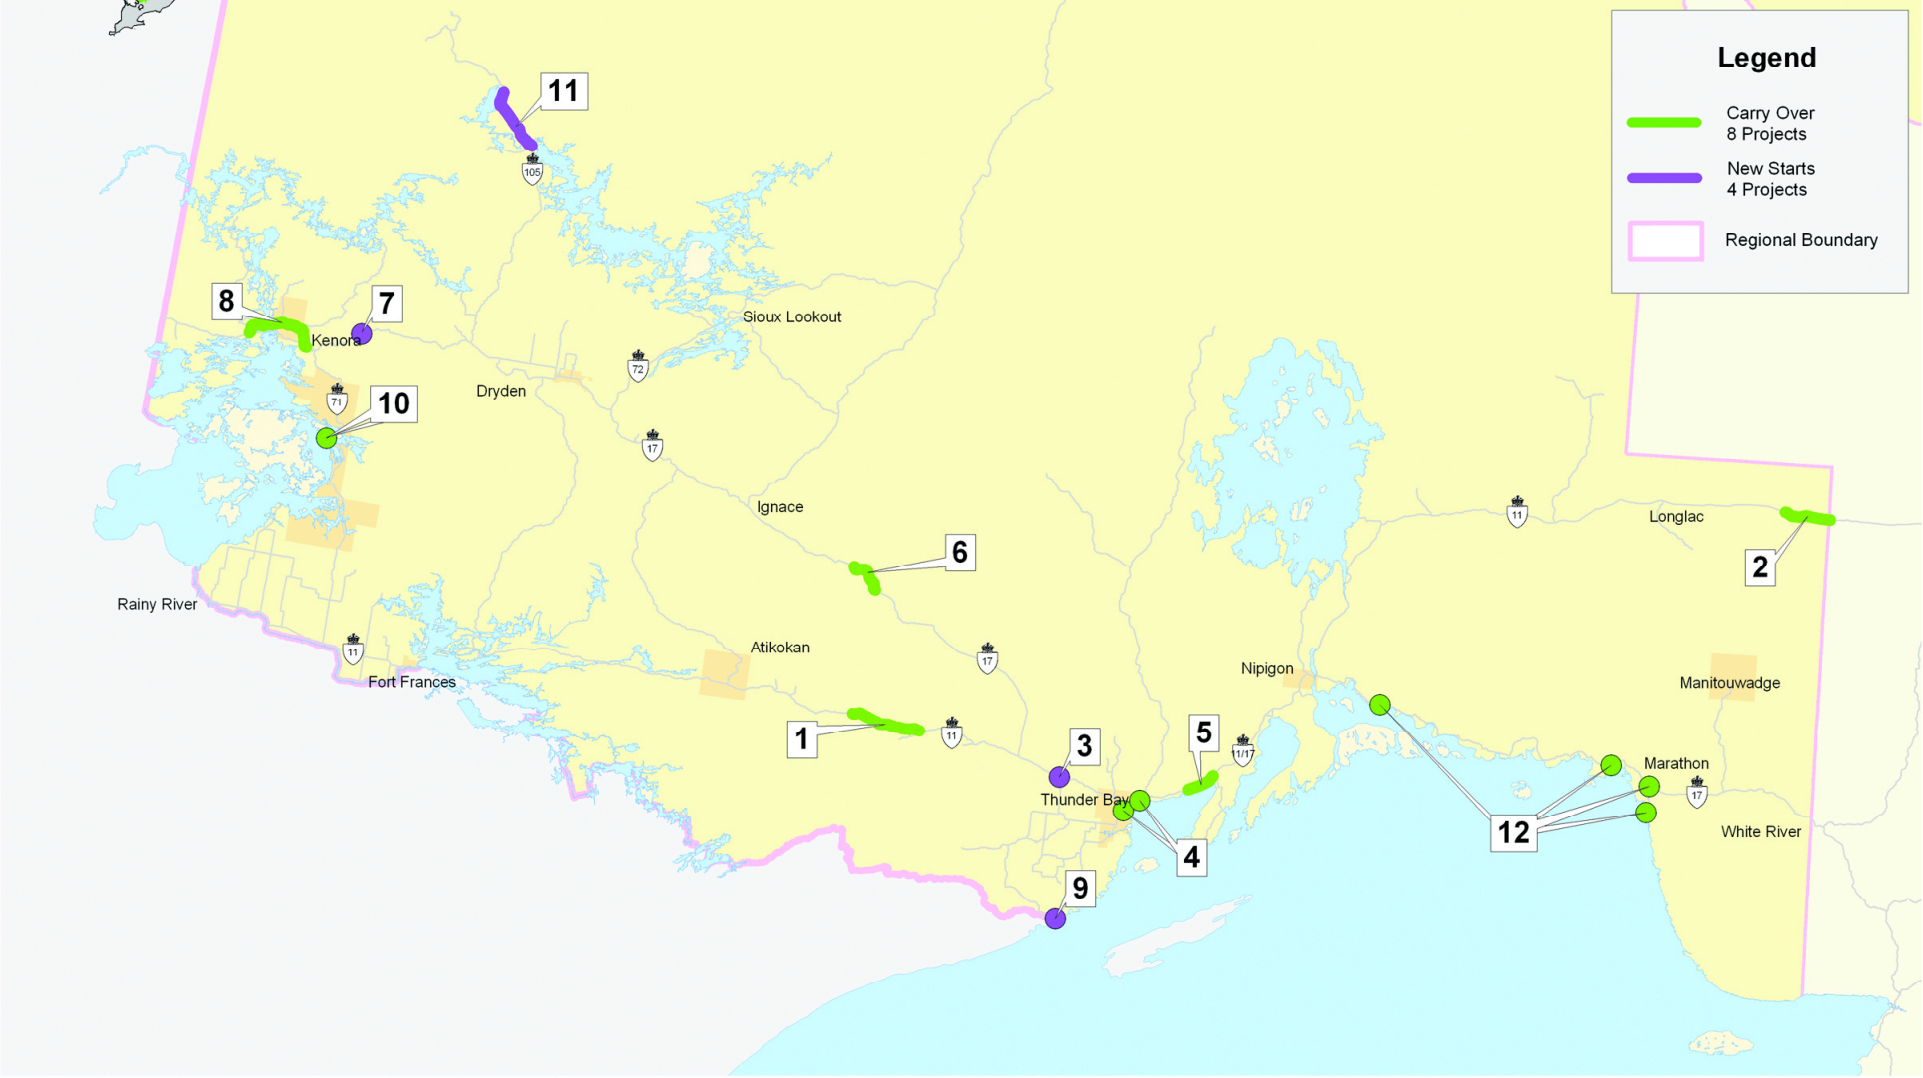 Legend
Carry Over
8 Projects
New Starts
4 Projects
Regional Boundary
11
105
8
7
Kenora
Sioux Lookout
72
Dryden
71
10
17
Ignace
11
Longlac
2
6
Rainy River
11
Fort Frances
Atikokan
17
Nipigon
Manitouwadge
1
11
3
5
11/17
Thunder Bay
Marathon
17
12
White River
4
9